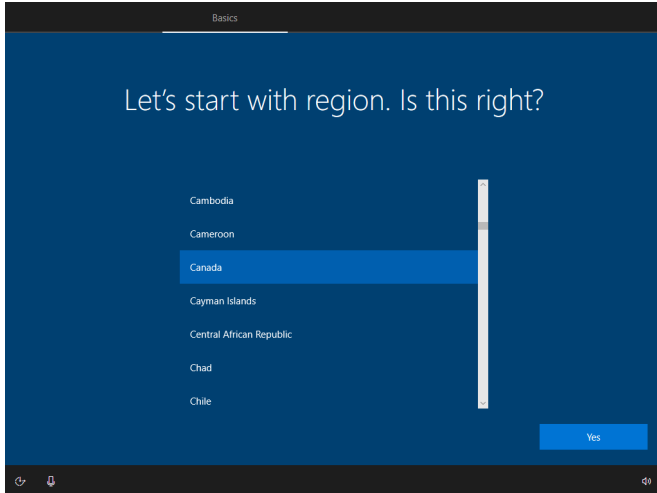 Basics
Let's start with region. Is this right?
Cambodia
Cameroon
Canada
Cayman Islands
Central African Republic
Chad
Chile
Yes